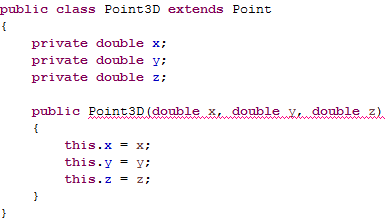 public class Point3D extends Point
{
    private double x;
    private double y;
    private double z;

    public Point3D(double x, double y, double z)
    {
        this.x = x;
        this.y = y;
        this.z = z;
    }
}